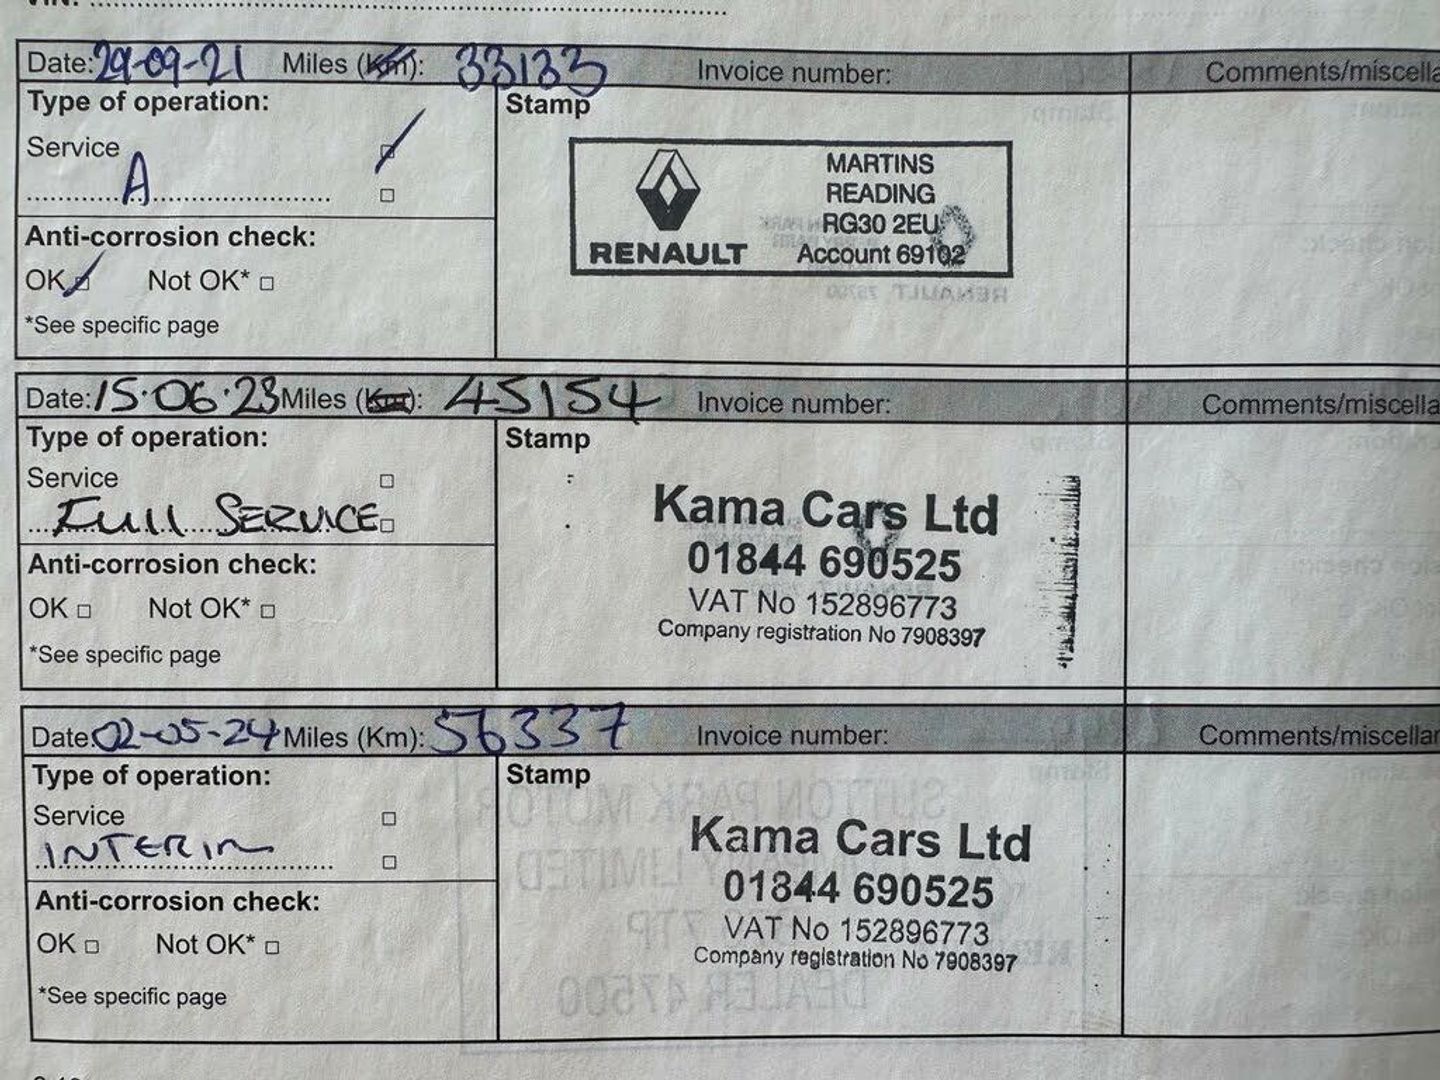 VIN:
Date: 29-09-21 Miles (Km): 33133 Invoice number: Comments/miscella
Type of operation:
Stamp
Service
A
Anti-corrosion check:
OK Not OK*
*See specific page
RENAULT
MARTINS
READING
RG30 2EU
Account 69102
Date: 15.06.23 Miles (Km): 45154 Invoice number: Comments/miscella
Type of operation:
Stamp
Service
Full SERVICE
Anti-corrosion check:
OK Not OK*
*See specific page
Kama Cars Ltd
01844 690525
VAT No 152896773
Company registration No 7908397
Date: 02-05-24 Miles (Km): 56337 Invoice number: Comments/miscellan
Type of operation:
Stamp
Service
INTERIM
Anti-corrosion check:
OK Not OK*
*See specific page
Kama Cars Ltd
01844 690525
VAT No 152896773
Company registration No 7908397